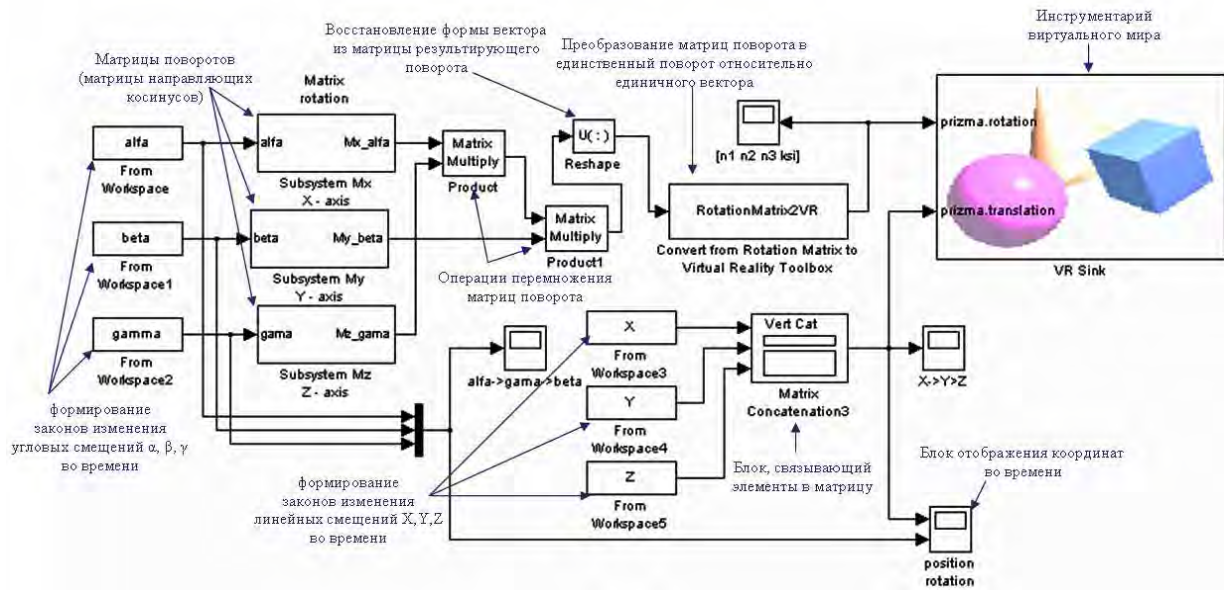 Восстановление формы вектора
из матрицы результирующего
поворота
Инструментарий
виртуального мира
Преобразование матриц поворота в
единственный поворот относительно
единичного вектора
Матрицы поворотов
(матрицы направляющих
косинусов)
Matrix
rotation
alfa
From
Workspace
alfa
Mx_alfa
Subsystem Mx
X - axis
Matrix
Multiply
Product
U( : )
Reshape
[n1 n2 n3 ksi]
prizma.rotation
prizma.translation
VR Sink
beta
From
Workspace1
beta
My_beta
Subsystem My
Y - axis
Matrix
Multiply
Product1
RotationMatrix2VR
Convert from Rotation Matrix to
Virtual Reality Toolbox
Операции перемножения
матриц поворота
gamma
From
Workspace2
gama
Mz_gama
Subsystem Mz
Z - axis
alfa->gama->beta
X
From
Workspace3
Vert Cat
Matrix
Concatenation3
X->Y>Z
Y
From
Workspace4
Z
From
Workspace5
формирование
законов изменения
угловых смещений α, β, γ
во времени
формирование
законов изменения
линейных смещений X,Y,Z
во времени
Блок, связывающий
элементы в матрицу
Блок отображения координат
во времени
position
rotation